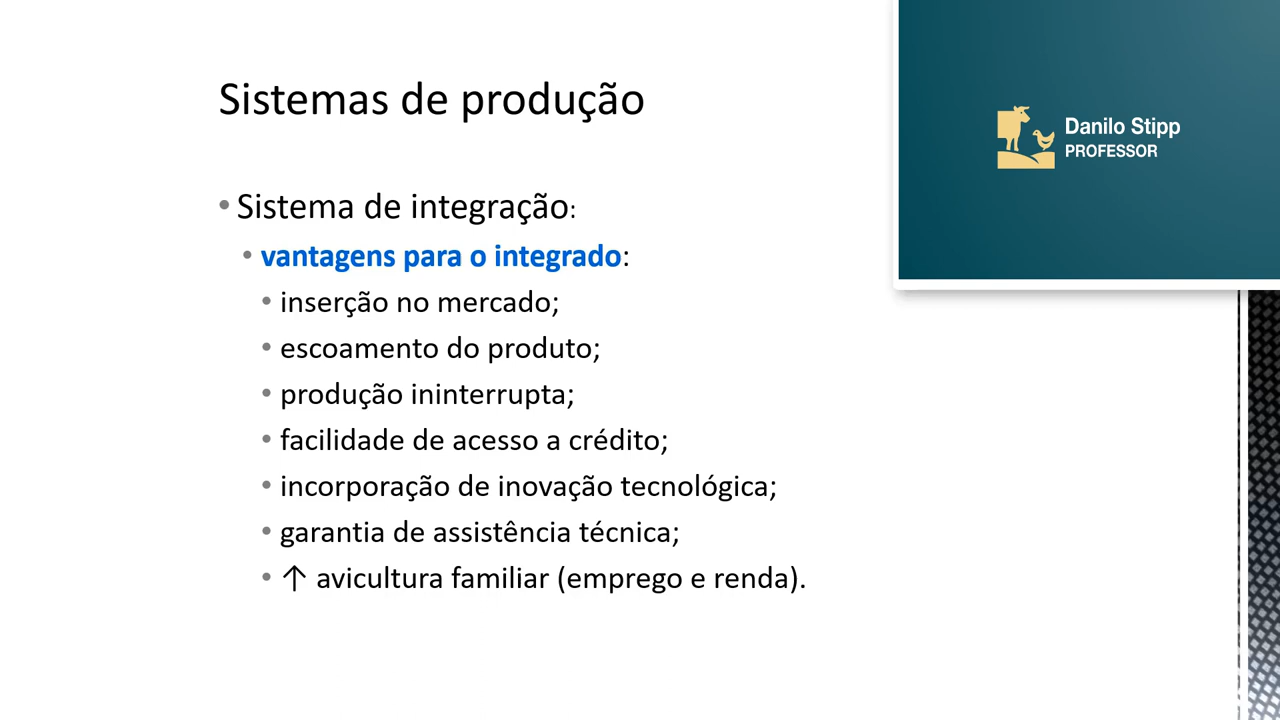 Sistemas de produção
Danilo Stipp
PROFESSOR
• Sistema de integração:
• vantagens para o integrado:
• inserção no mercado;
• escoamento do produto;
• produção ininterrupta;
• facilidade de acesso a crédito;
• incorporação de inovação tecnológica;
• garantia de assistência técnica;
• ↑ avicultura familiar (emprego e renda).